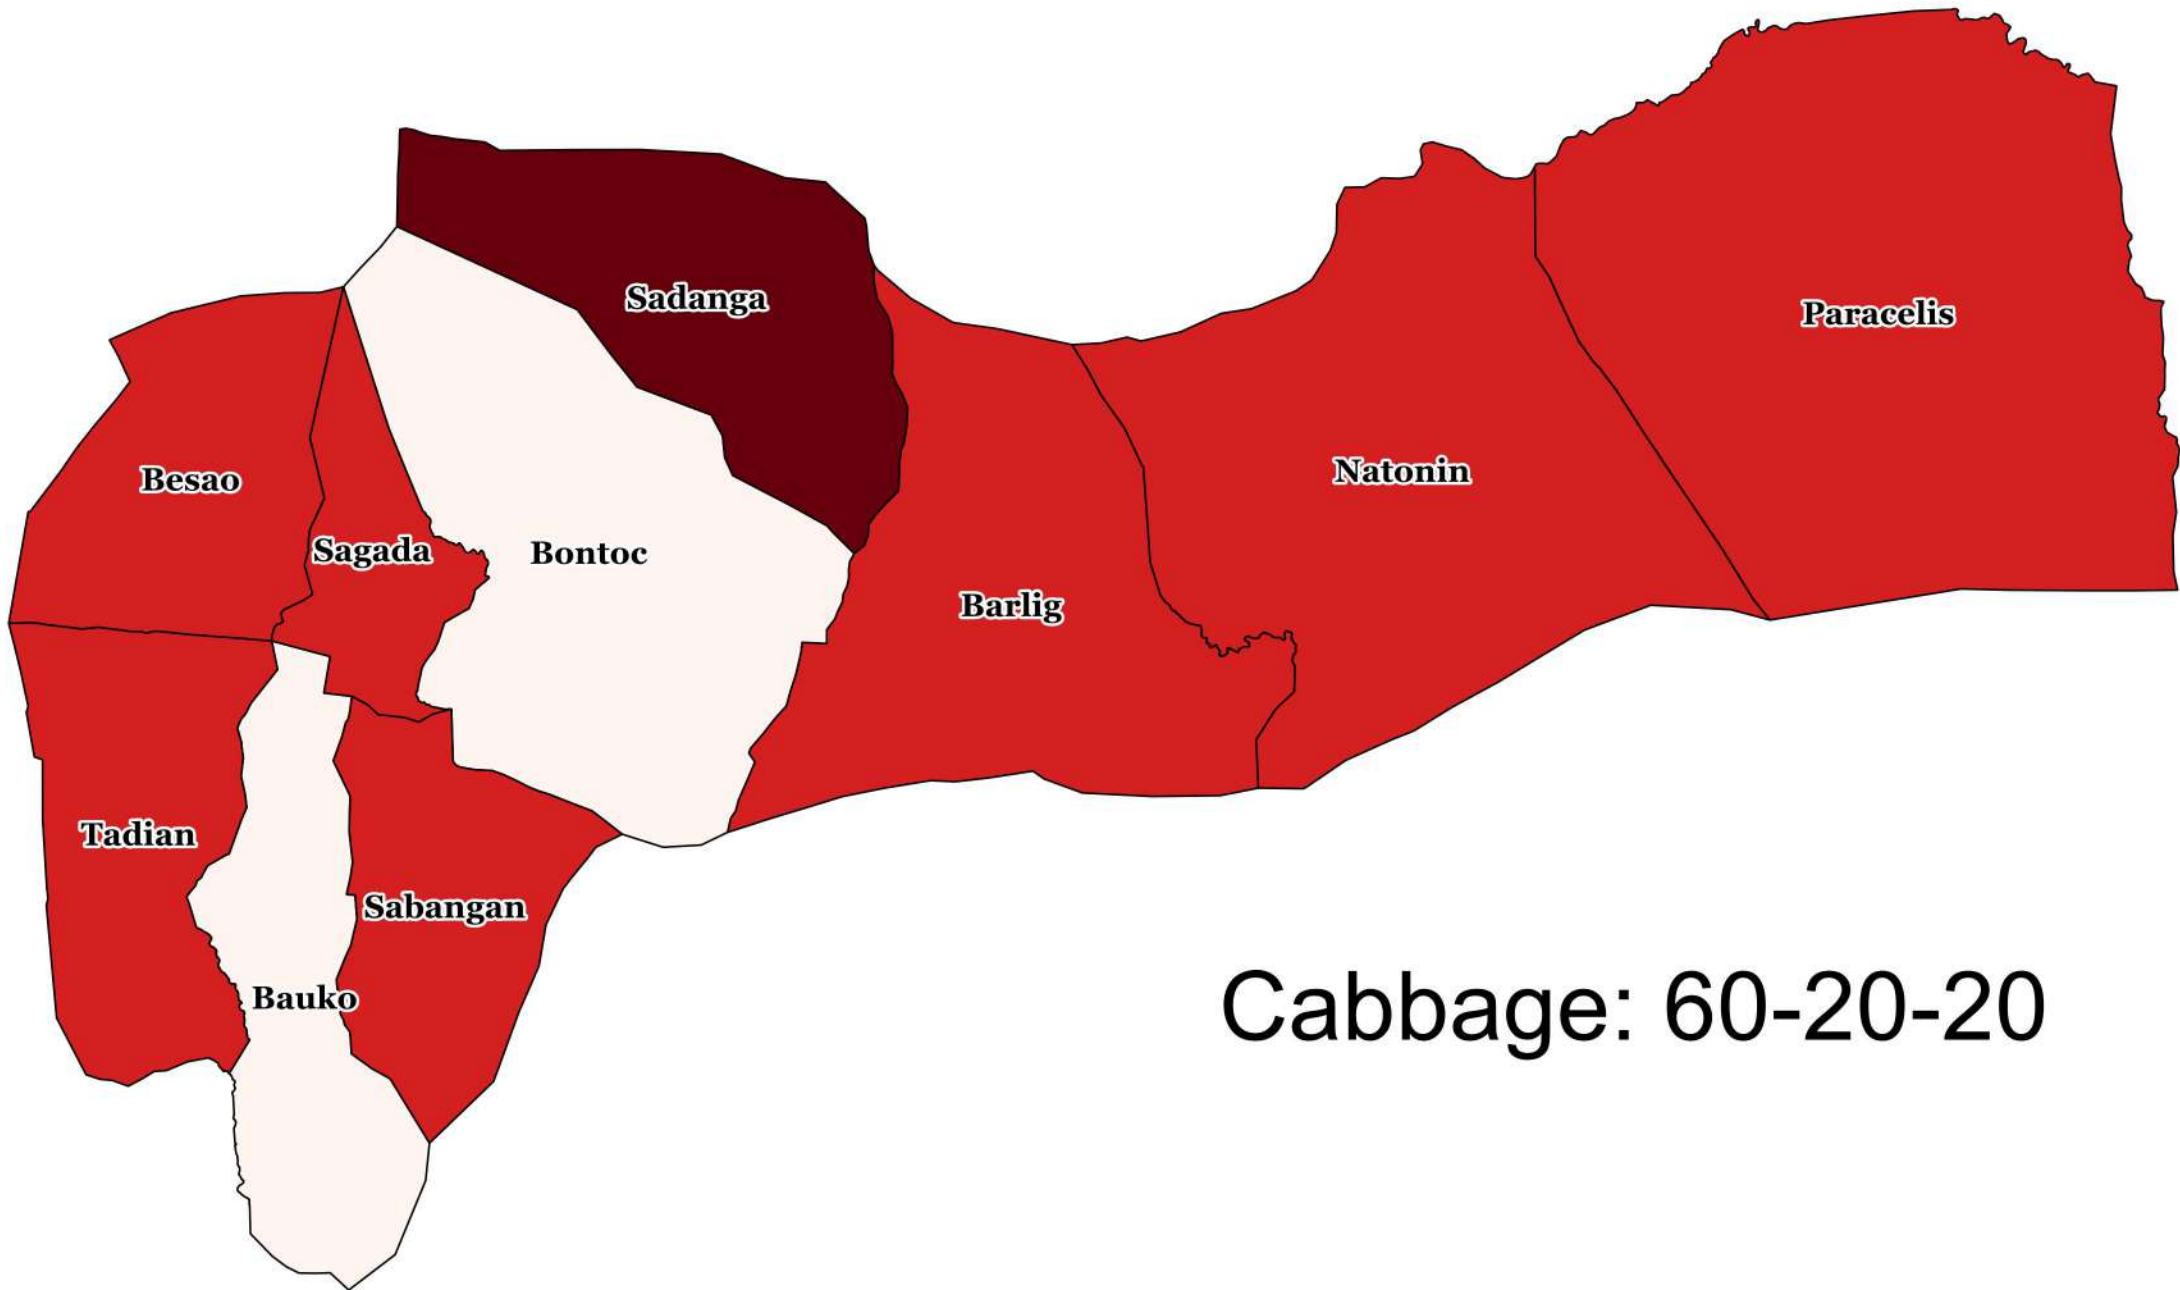 Sadanga
Paracelis
Natonin
Besao
Sagada
Bontoc
Barlig
Tadian
Sabangan
Bauko
Cabbage: 60-20-20